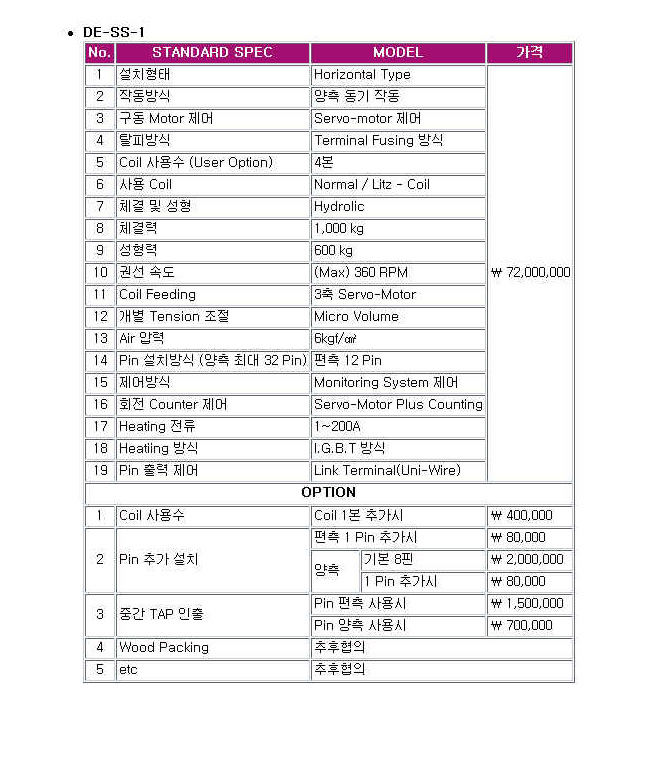 • DE-SS-1
No. STANDARD SPEC MODEL 가격
1 설치형태 Horizontal Type
2 작동방식 양측 동기 작동
3 구동 Motor 제어 Servo-motor 제어
4 탈피방식 Terminal Fusing 방식
5 Coil 사용수 (User Option) 4본
6 사용 Coil Normal / Litz - Coil
7 체결 및 성형 Hydrolic
8 체결력 1,000 kg
9 성형력 600 kg
10 권선 속도 (Max) 360 RPM ₩ 72,000,000
11 Coil Feeding 3축 Servo-Motor
12 개별 Tension 조절 Micro Volume
13 Air 압력 6kgf/㎠
14 Pin 설치방식 (양측 최대 32 Pin) 편측 12 Pin
15 제어방식 Monitoring System 제어
16 회전 Counter 제어 Servo-Motor Plus Counting
17 Heating 전류 1~200A
18 Heatiing 방식 I.G.B.T 방식
19 Pin 출력 제어 Link Terminal(Uni-Wire)
OPTION
1 Coil 사용수 Coil 1본 추가시 ₩ 400,000
2 Pin 추가 설치 편측 1 Pin 추가시 ₩ 80,000
양측 기본 8핀 ₩ 2,000,000
1 Pin 추가시 ₩ 80,000
3 중간 TAP 인출 Pin 편측 사용시 ₩ 1,500,000
Pin 양측 사용시 ₩ 700,000
4 Wood Packing 추후협의
5 etc 추후협의